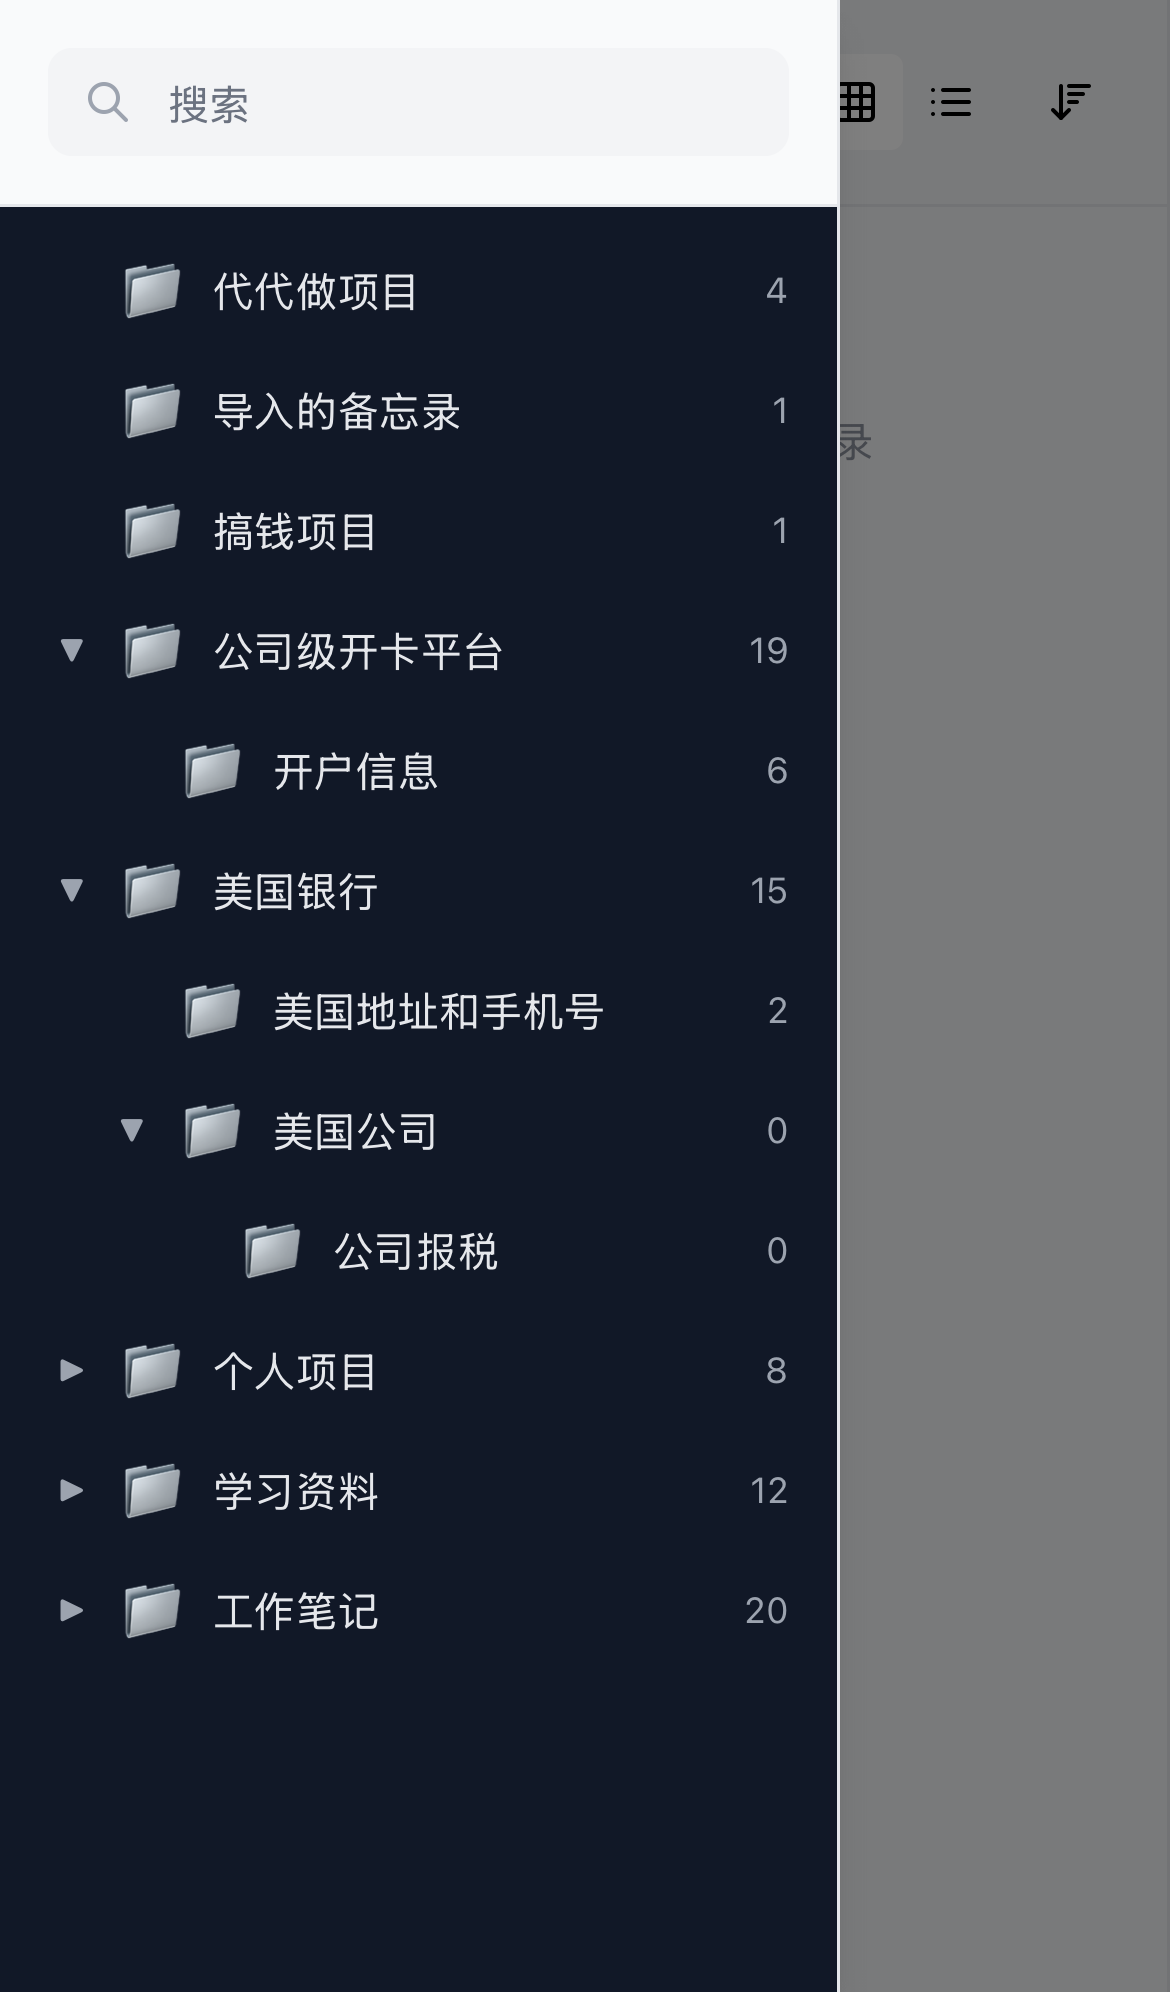 搜索
代代做项目 4
导入的备忘录 1
搞钱项目 1
公司级开卡平台 19
开户信息 6
美国银行 15
美国地址和手机号 2
美国公司 0
公司报税 0
个人项目 8
学习资料 12
工作笔记 20
录